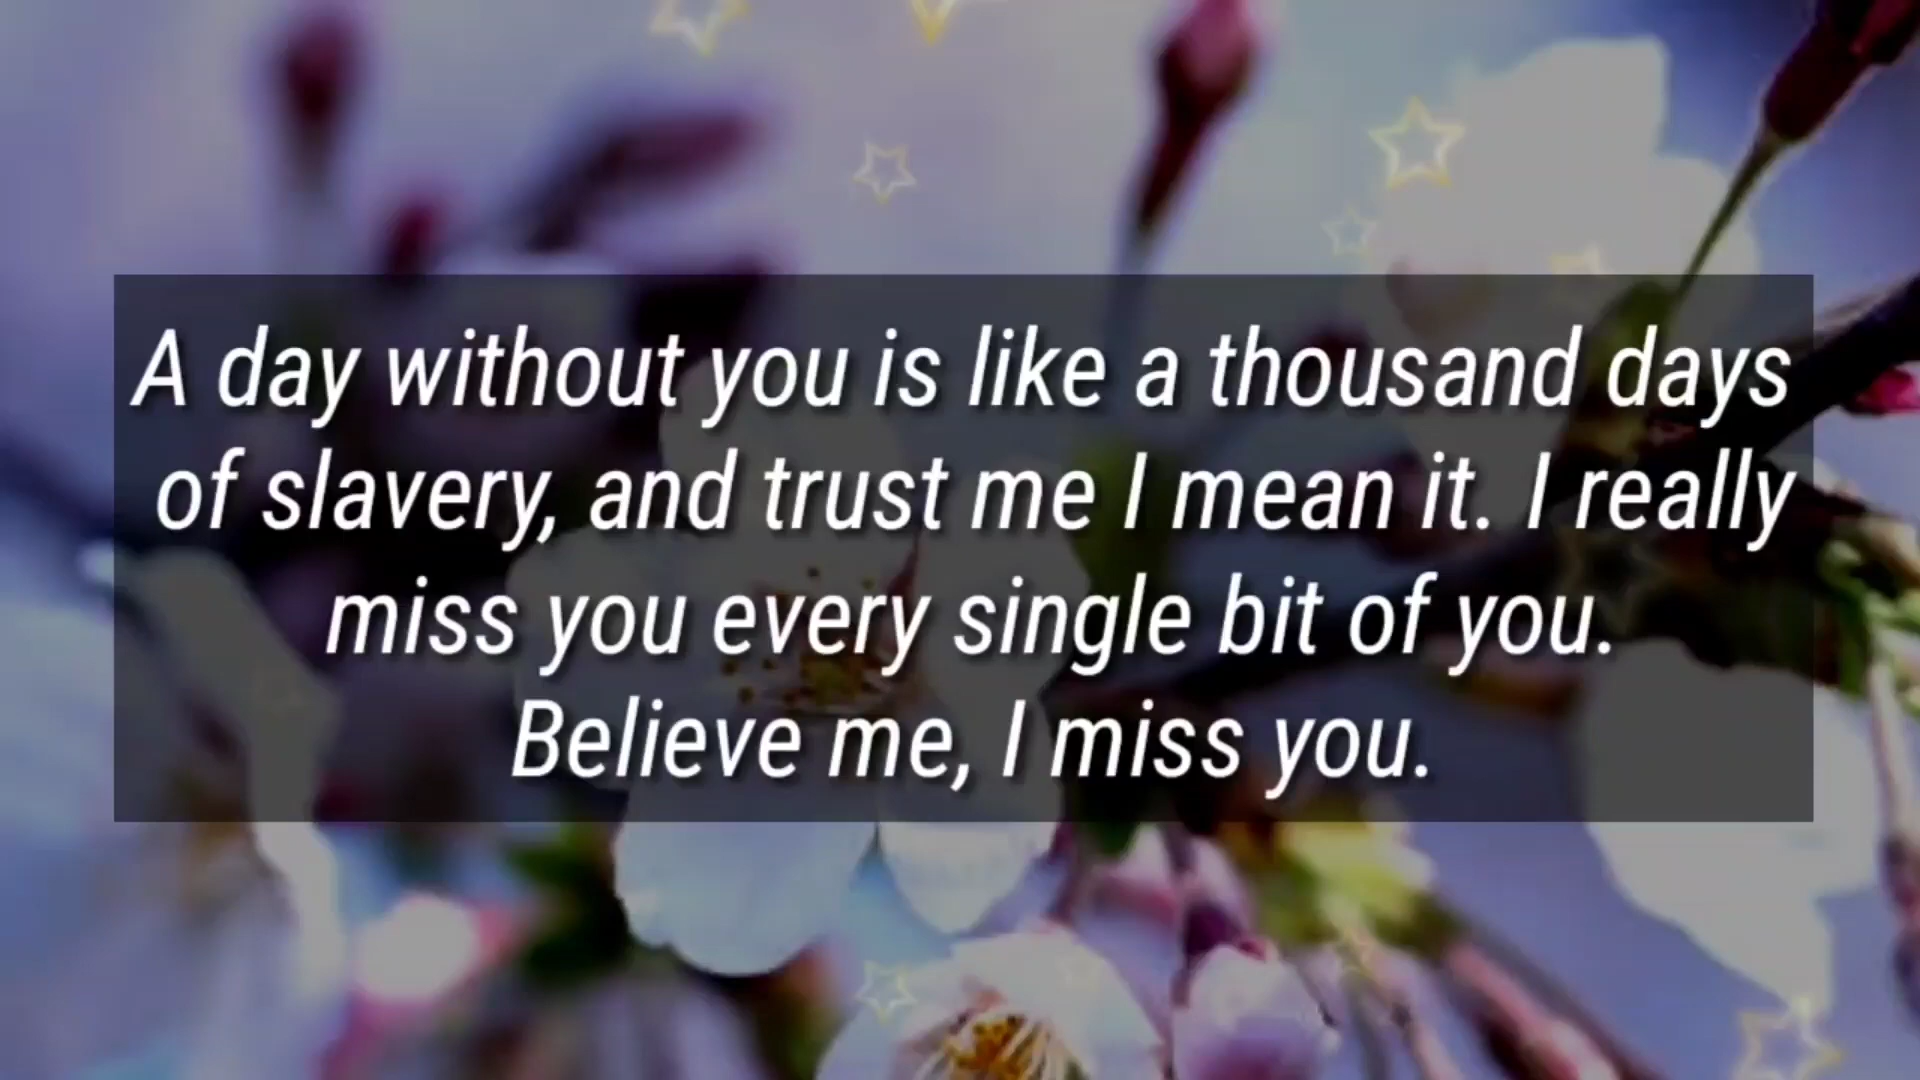 A day without you is like a thousand days
of slavery, and trust me I mean it. I really
miss you every single bit of you.
Believe me, I miss you.